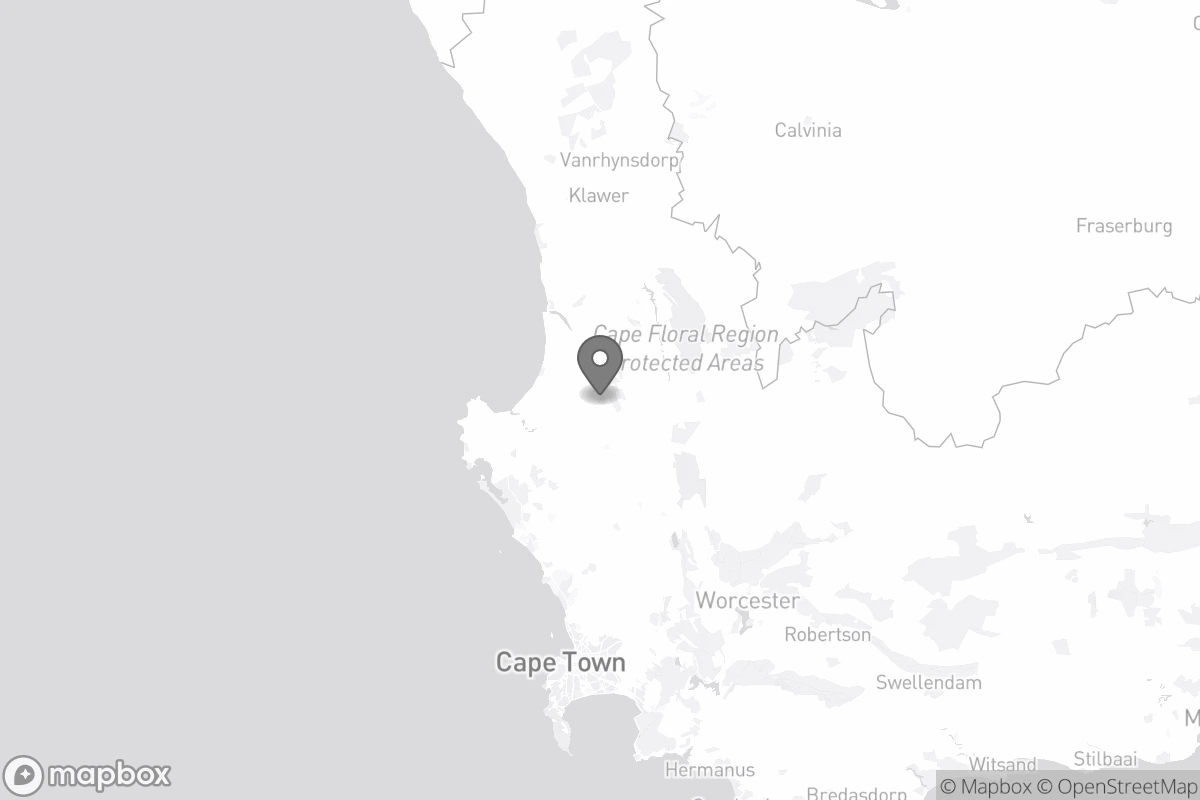 Calvinia
Vanrhynsdorp
Klawer
Fraserburg
Cape Floral Region
rotected Areas
Worcester
Robertson
Cape Town
Swellendam
Hermanus
Witsand
Stilbaai
Bredasdorp
mapbox
© Mapbox © OpenStreetMap